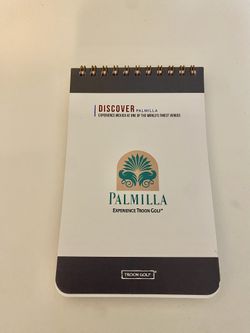 DISCOVER PALMILLA
EXPERIENCE MEXICO AT ONE OF THE WORLD'S FINEST VENUES
PALMILLA
EXPERIENCE TROON GOLF®
TROON GOLF